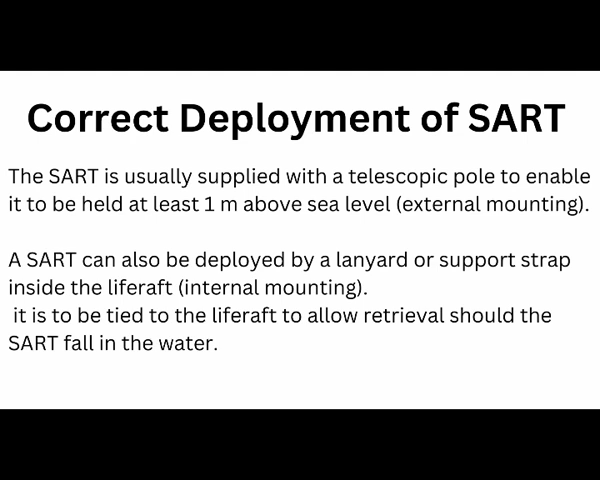 Correct Deployment of SART
The SART is usually supplied with a telescopic pole to enable
it to be held at least 1 m above sea level (external mounting).
A SART can also be deployed by a lanyard or support strap
inside the liferaft (internal mounting).
it is to be tied to the liferaft to allow retrieval should the
SART fall in the water.